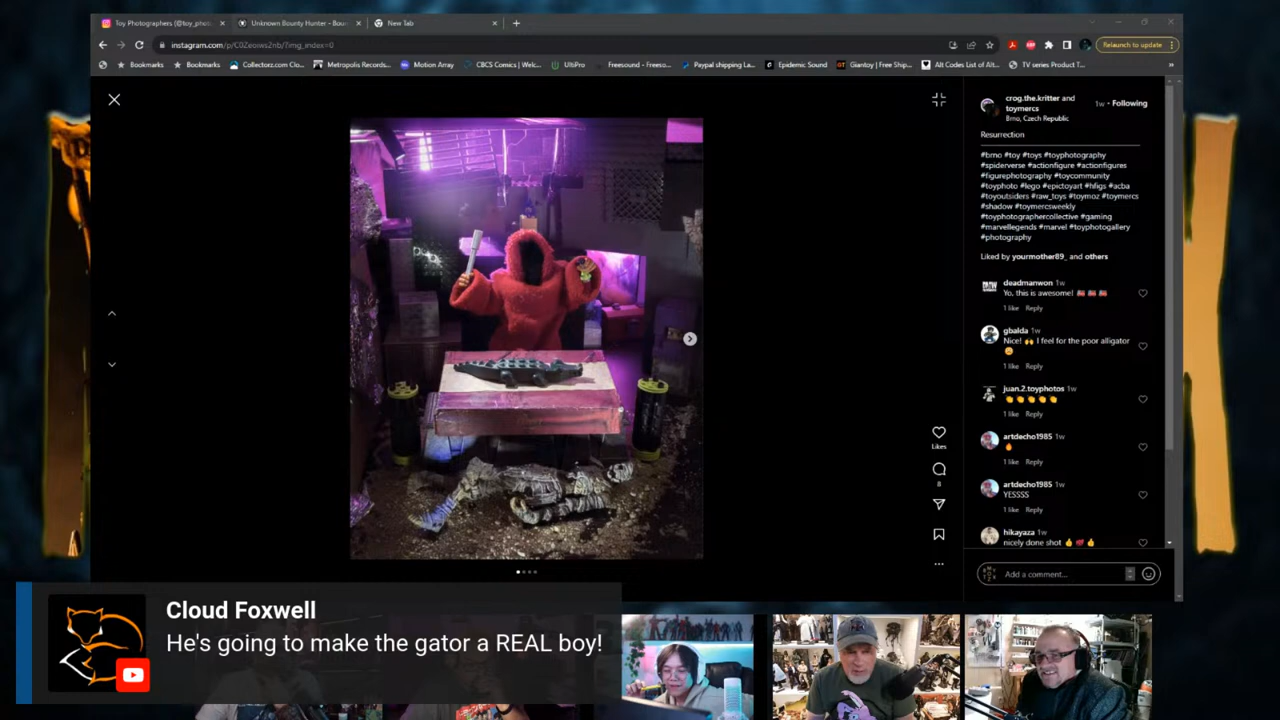 Toy Photographers (@toy_phot
Unknown Bounty Hunter - Bou
New Tab
instagram.com/p/C0Zeoiws2nb/?img_index=0
Relaunch to update
Bookmarks
Bookmarks
Collectorz.com Clo...
Metropolis Records...
Motion Array
CBCS Comics | Welc...
UltiPro
Freesound - Freeso...
Paypal shipping La...
Epidemic Sound
Giantoy | Free Ship...
Alt Codes List of Alt...
TV series Product T...
»
crog.the.kritter and
toymercs
1w • Following
Brno, Czech Republic
Resurrection
#brno #toy #toys #toyphotography
#spiderverse #actionfigure #actionfigures
#figurephotography #toycommunity
#toyphoto #lego #epictoyart #hfigs #acba
#toyoutsiders #raw_toys #toymoz #toymercs
#shadow #toymercsweekly
#toyphotographercollective #gaming
#marvellegends #marvel #toyphotogallery
#photography
Liked by yourmother89_ and others
deadmanwon 1w
Yo, this is awesome!
1 like Reply
gbalda 1w
Nice! 🙌 I feel for the poor alligator
1 like Reply
juan.2.toyphotos 1w
👏👏👏👏👏
1 like Reply
artdecho1985 1w
🔥
1 like Reply
artdecho1985 1w
YESSSS
1 like Reply
hikayaza 1w
nicely done shot 👍 💯 👍
Likes
8
Add a comment...
Cloud Foxwell
He's going to make the gator a REAL boy!